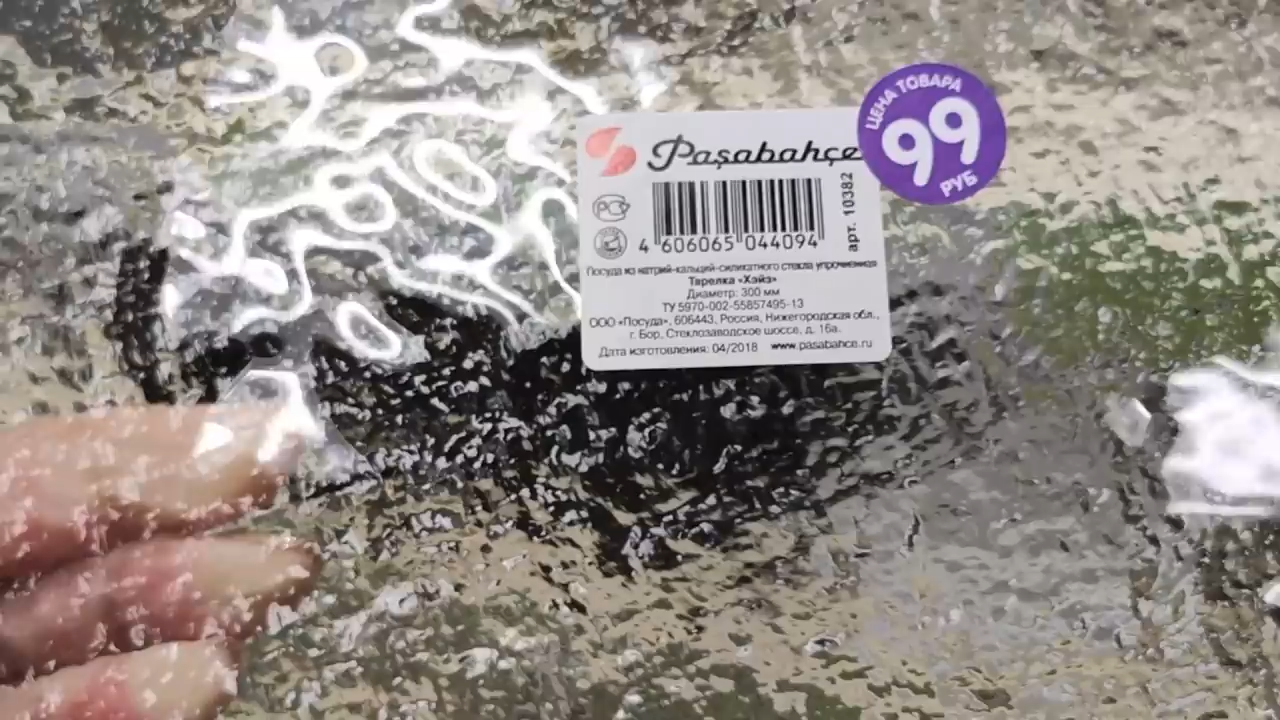 Paşabahçe
ЦЕНА ТОВАРА
99
РУБ
арт. 10382
РСТ
4 606065 044094
Посуда из натрий-кальций-силикатного стекла упрочненная
Тарелка «Хэйз»
Диаметр: 300 мм
ТУ 5970-002-55857495-13
ООО «Посуда», 606443, Россия, Нижегородская обл.,
г. Бор, Стеклозаводское шоссе, д. 16а.
Дата изготовления: 04/2018 www.pasabahce.ru